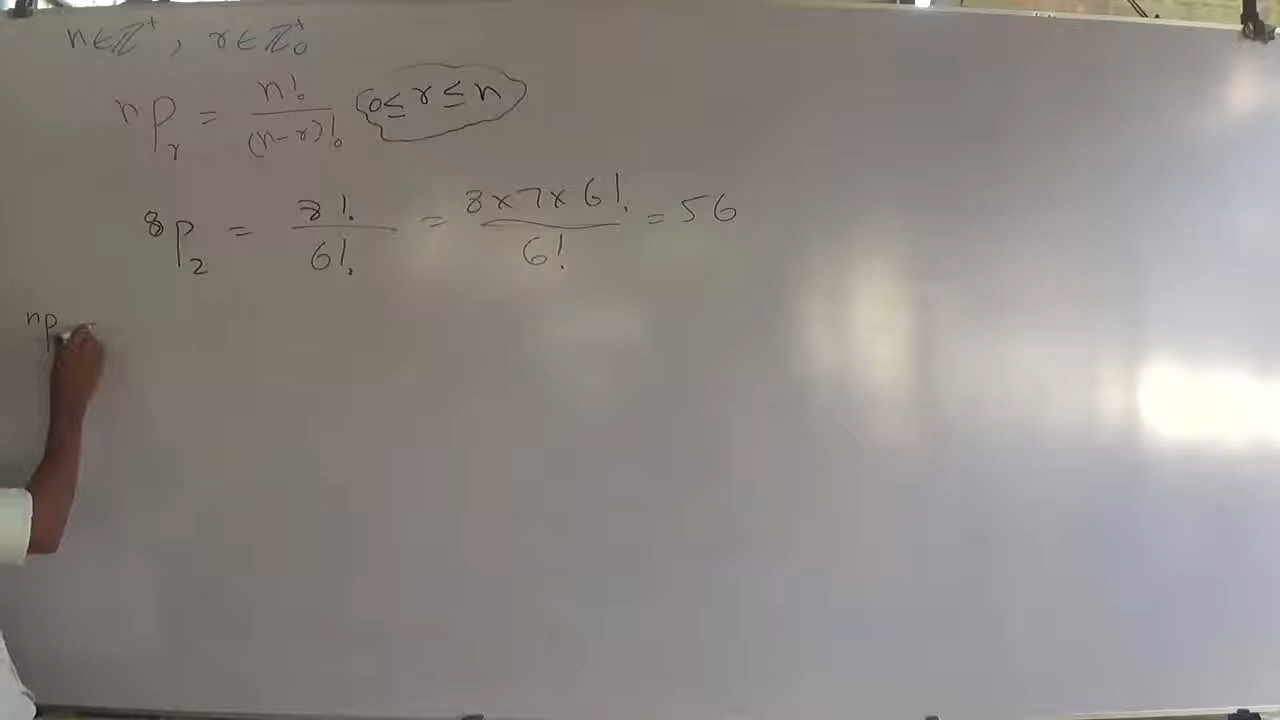 n ∈ ℤ⁺, r ∈ ℤ₀⁺
ⁿPᵣ = n!/(n-r)! (0 ≤ r ≤ n)
⁸P₂ = 8!/6! = 8×7×6!/6! = 56
ⁿP